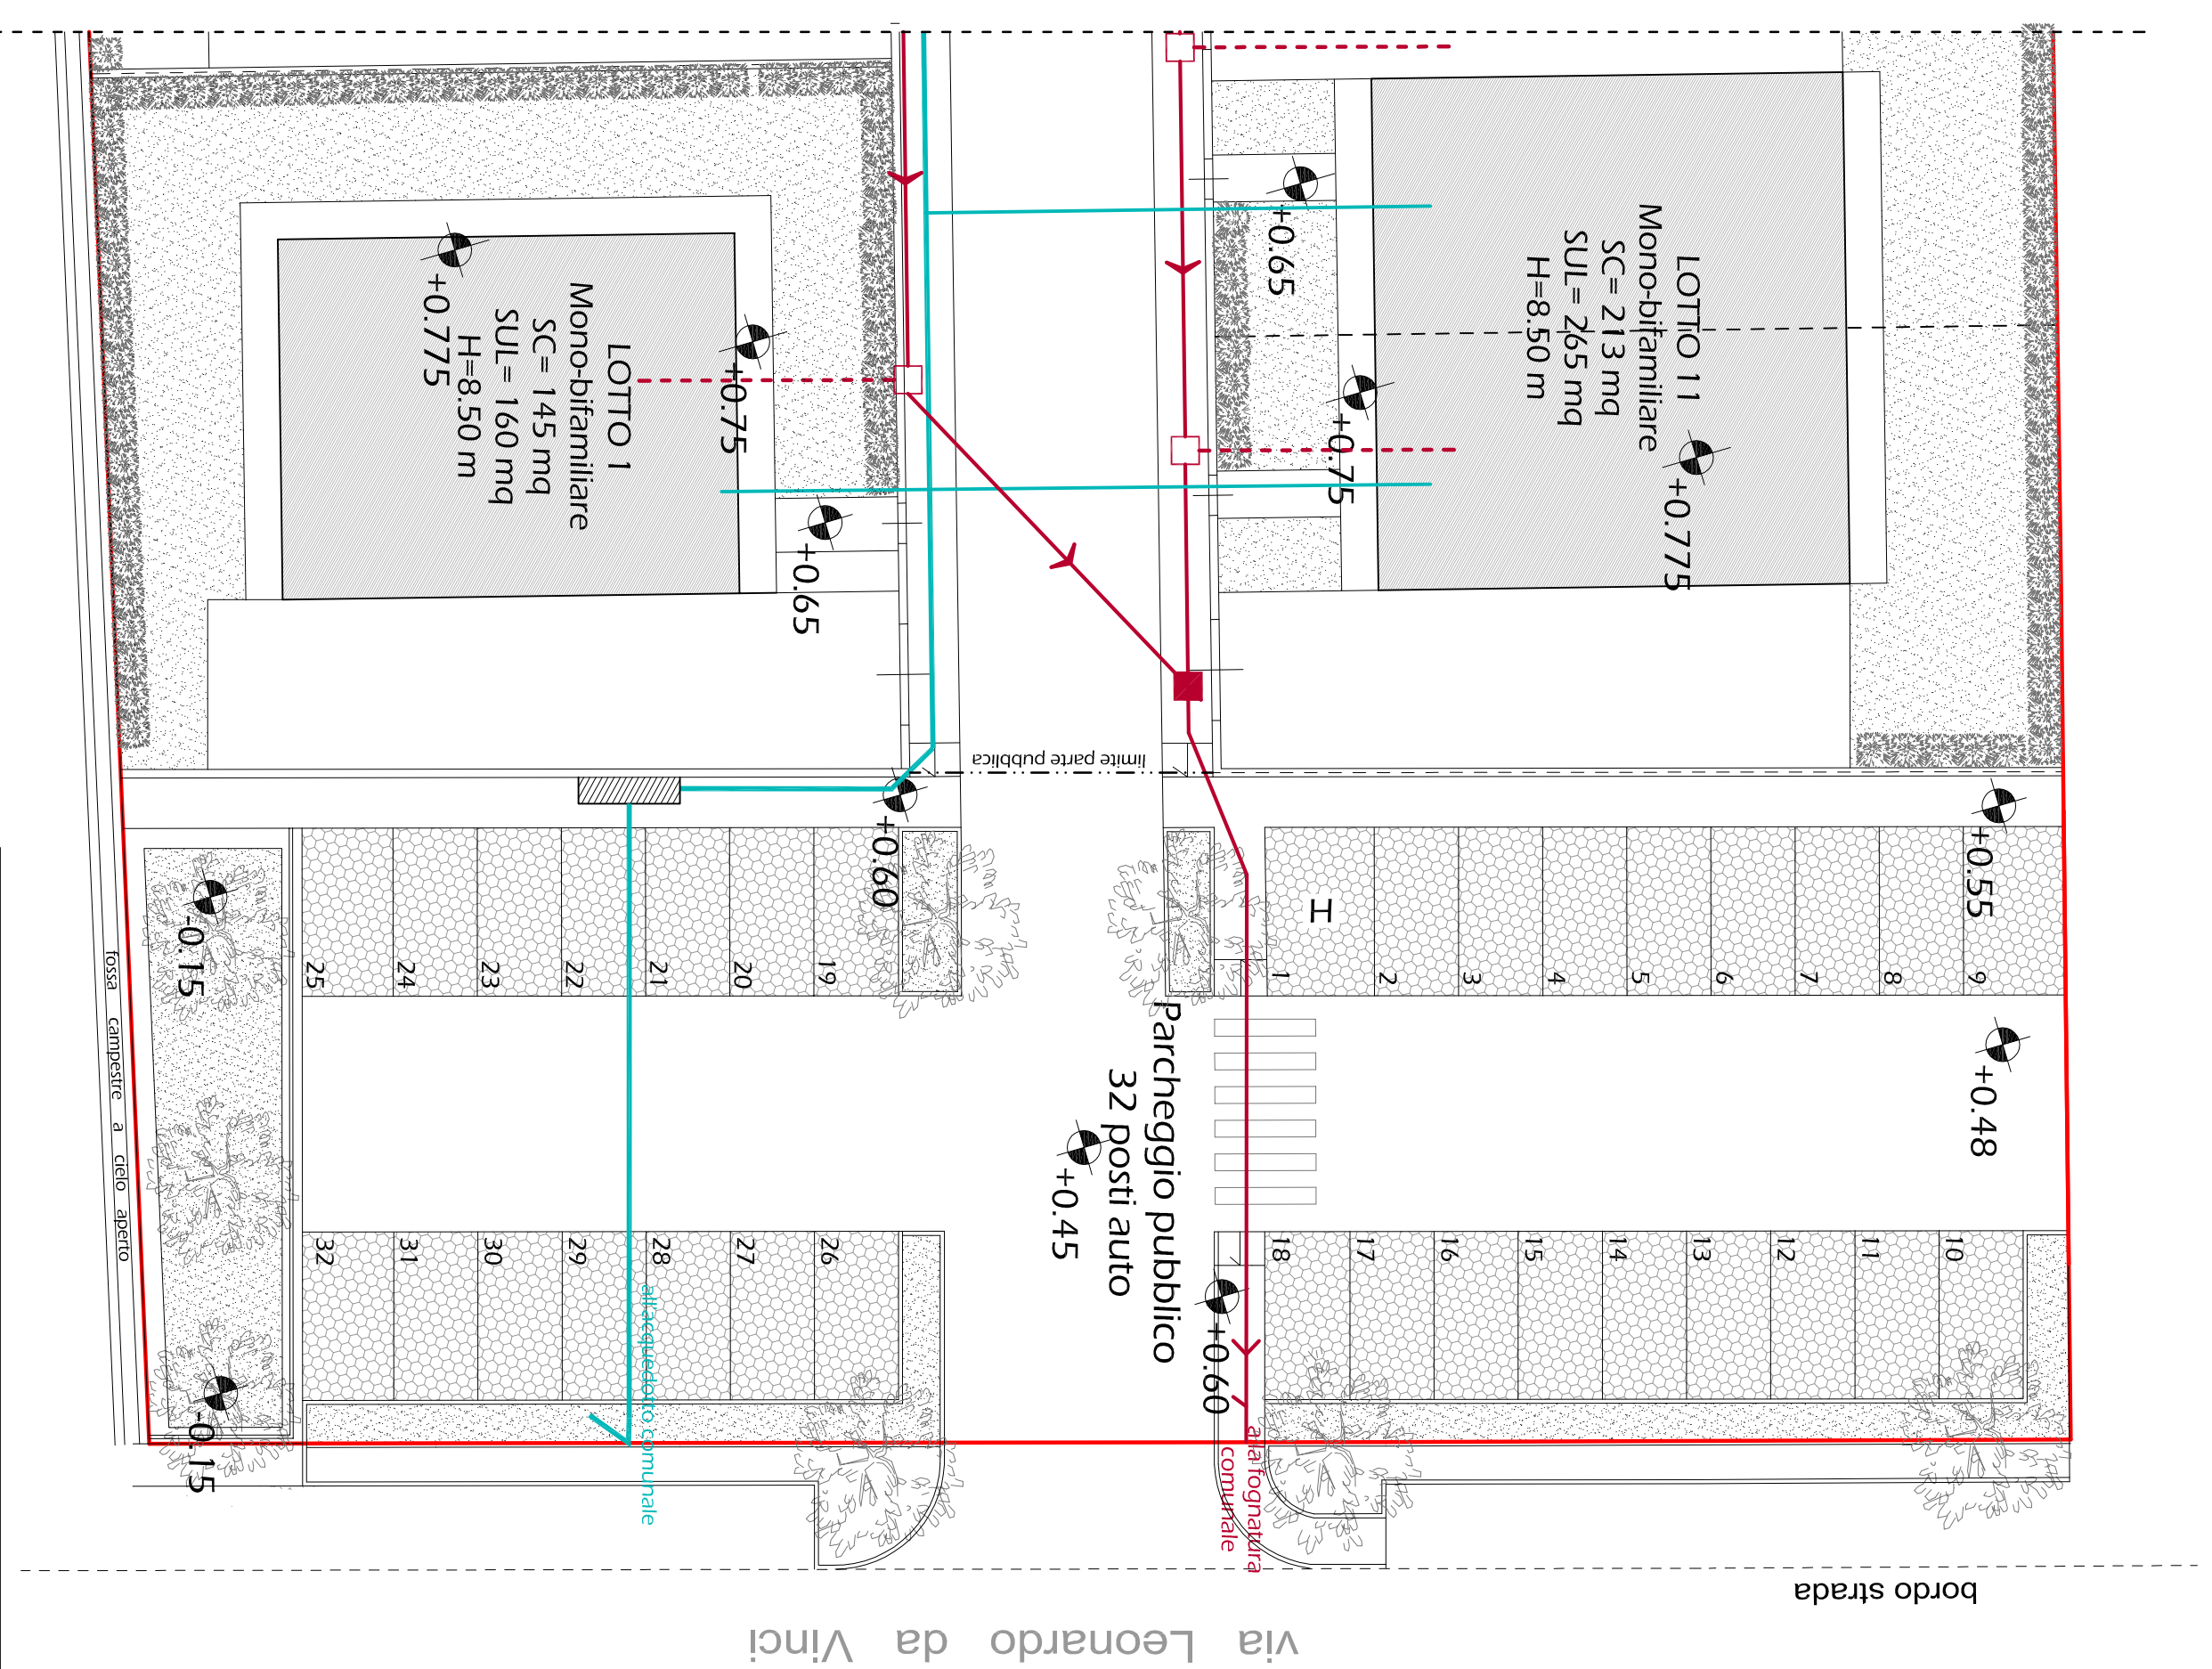 LOTTO 1
Mono-bifamiliare
SC= 145 mq
SUL= 160 mq
H=8.50 m
+0.775
+0.75
+0.65
LOTTO 11
Mono-bifamiliare
SC= 213 mq
SUL= 265 mq
H=8.50 m
+0.65
+0.75
+0.775
limite parte pubblica
+0.60
+0.55
-0.15
25
24
23
22
21
20
19
H
1
2
3
4
5
6
7
8
9
+0.48
Parcheggio pubblico
32 posti auto
+0.45
fossa campestre a cielo aperto
32
31
30
29
28
27
26
18
17
16
15
14
13
12
11
10
+0.60
-0.15
all'acquedotto comunale
alla fognatura
comunale
bordo strada
via Leonardo da Vinci